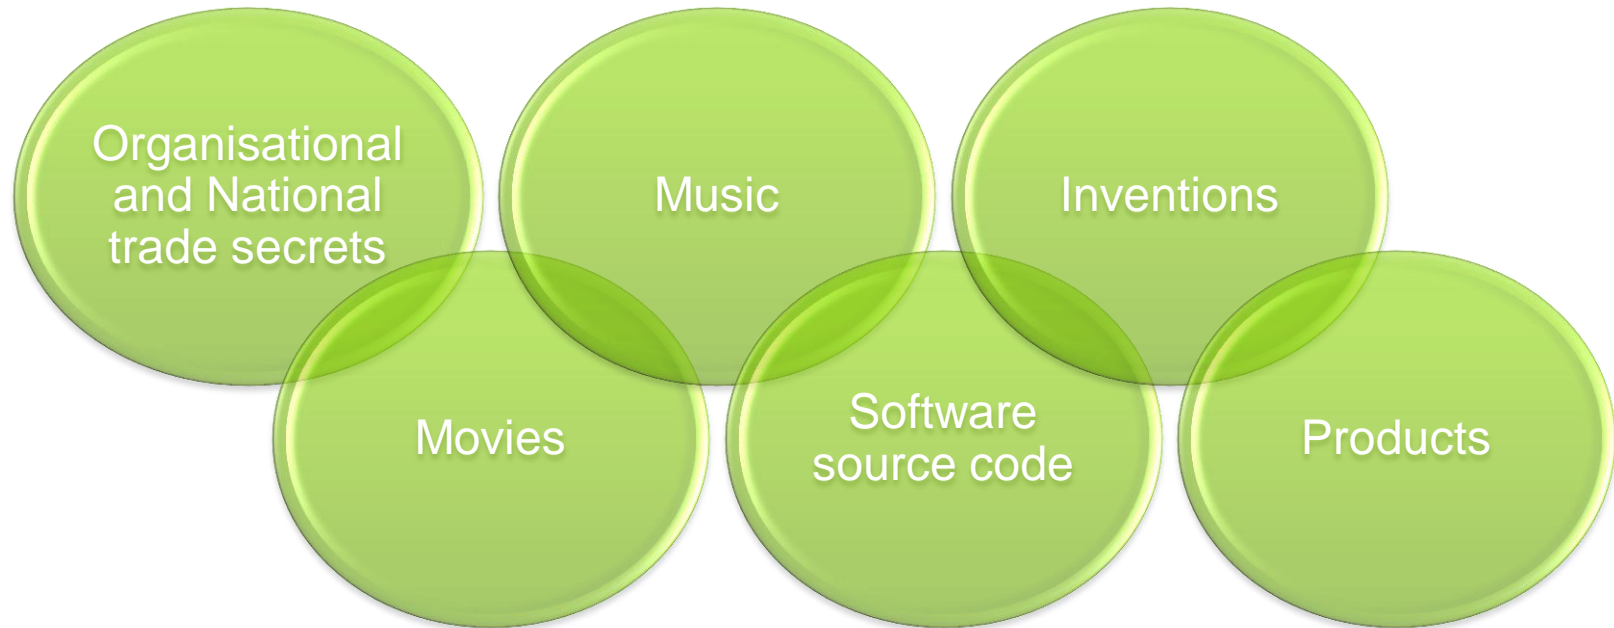 Organisational
and National
trade secrets
Music
Inventions
Movies
Software
source code
Products